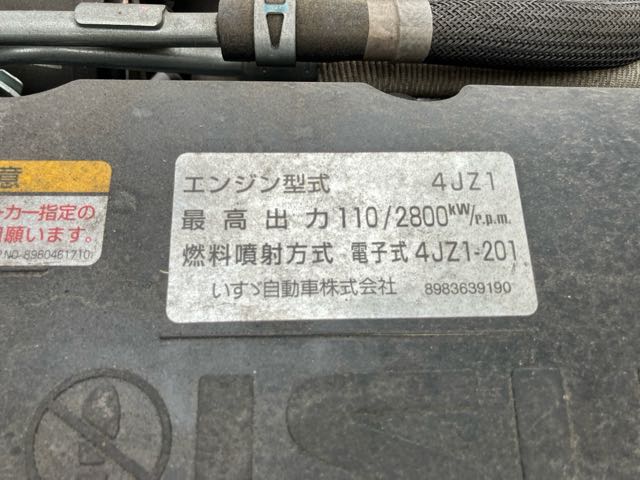 エンジン型式 4JZ1
最高出力 110/2800kW/r.p.m.
燃料噴射方式 電子式 4JZ1-201
いすゞ自動車株式会社 8983639190
意
ーカー指定の
願います。
NO-8980461710